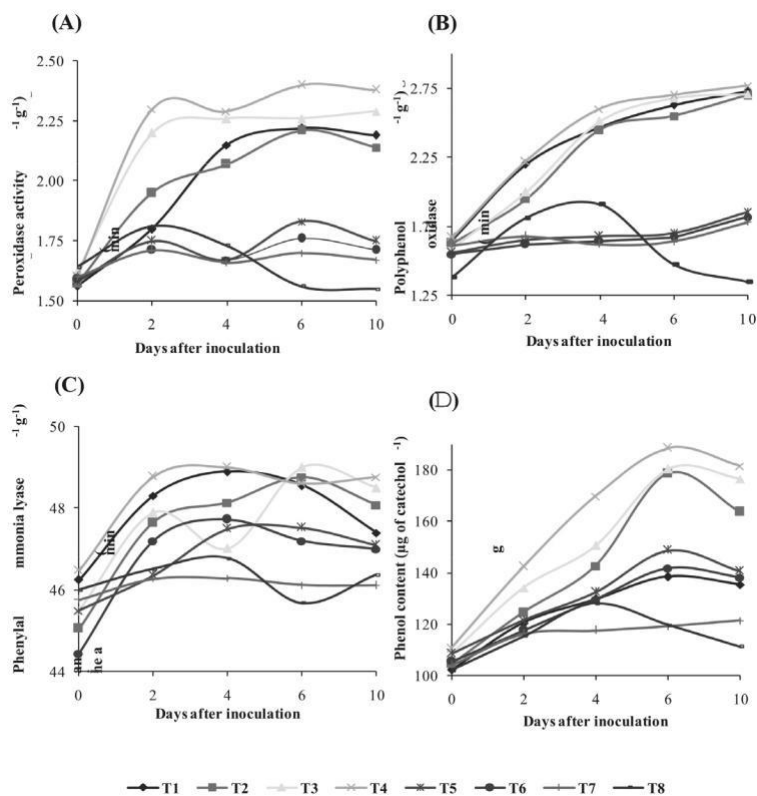 (A)
Peroxidase activity
min
-1 g-1)
2.50
2.25
2.00
1.75
1.50
0 2 4 6 10
Days after inoculation
(B)
Polyphenol
oxidase
min
-1 g-1)
2.75
2.25
1.25
0 2 4 6 10
Days after inoculation
(C)
Phenylal
an
ine a
mmonia lyase
min
-1 g-1)
50
48
46
44
0 2 4 6 10
Days after inoculation
(D)
Phenol content (µg of catechol
g
-1)
180
160
140
120
100
0 2 4 6 10
Days after inoculation
T1 T2 T3 T4 T5 T6 T7 T8